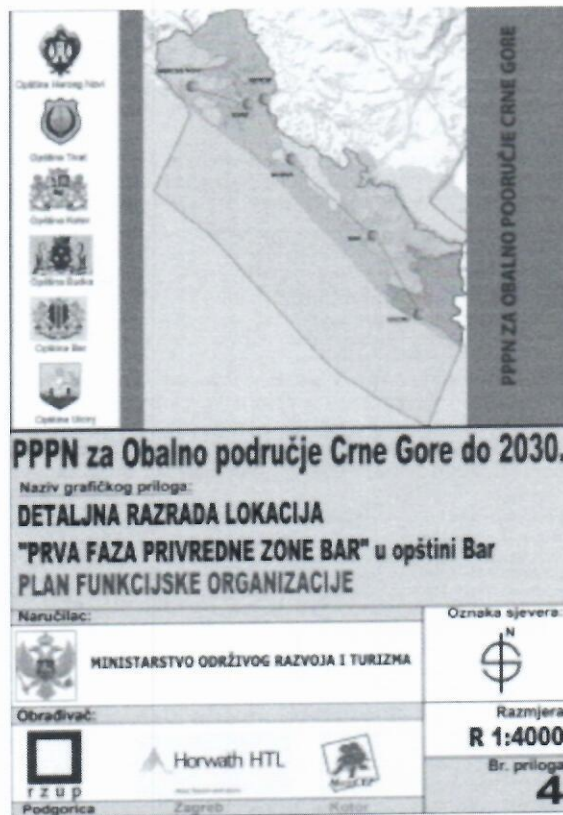 Opština Herceg Novi
Opština Tivat
Opština Kotor
Opština Budva
Opština Bar
Opština Ulcinj
PPPN ZA OBALNO PODRUČJE CRNE GORE
PPPN za Obalno područje Crne Gore do 2030.
Naziv grafičkog priloga:
DETALJNA RAZRADA LOKACIJA
"PRVA FAZA PRIVREDNE ZONE BAR" u opštini Bar
PLAN FUNKCIJSKE ORGANIZACIJE
Naručilac:
MINISTARSTVO ODRŽIVOG RAZVOJA I TURIZMA
Oznaka sjevera:
N
Obrađivač:
rzup
Horwath HTL
MonteCEP
Podgorica
Zagreb
Kotor
Razmjera
R 1:4000
Br. priloga
4